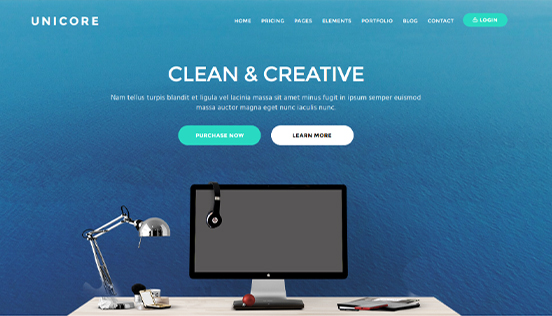 UNICORE
HOME PRICING PAGES ELEMENTS PORTFOLIO BLOG CONTACT LOGIN
CLEAN & CREATIVE
Nam tellus turpis blandit et ligula vel lacinia massa sit amet minus fugit in ipsum semper euismod
massa auctor magna eget nunc iaculis nunc.
PURCHASE NOW LEARN MORE